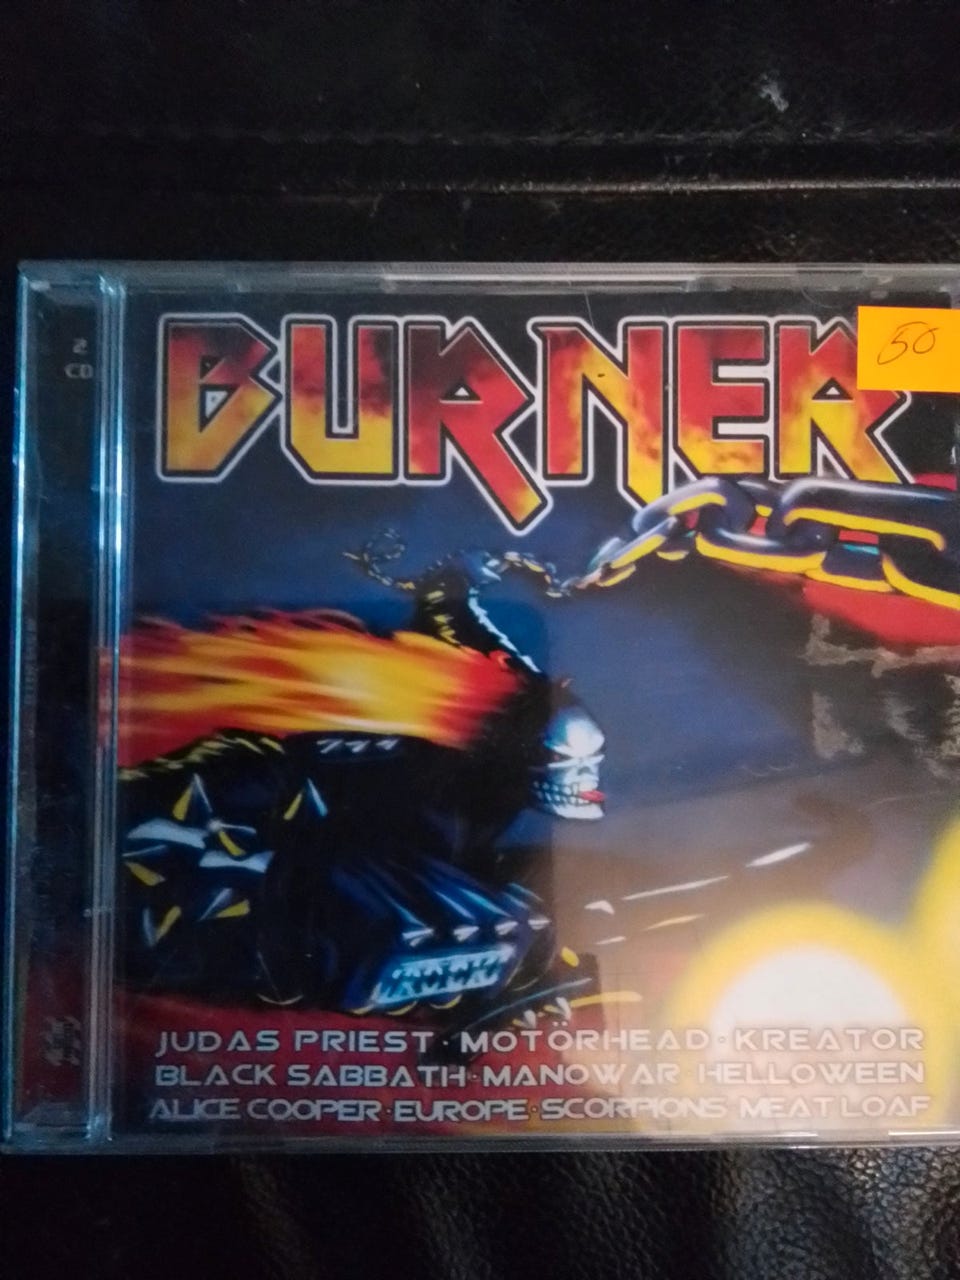 2
CD
BURNER
50
JUDAS PRIEST · MOTÖRHEAD · KREATOR
BLACK SABBATH · MANOWAR · HELLOWEEN
ALICE COOPER · EUROPE · SCORPIONS MEAT LOAF